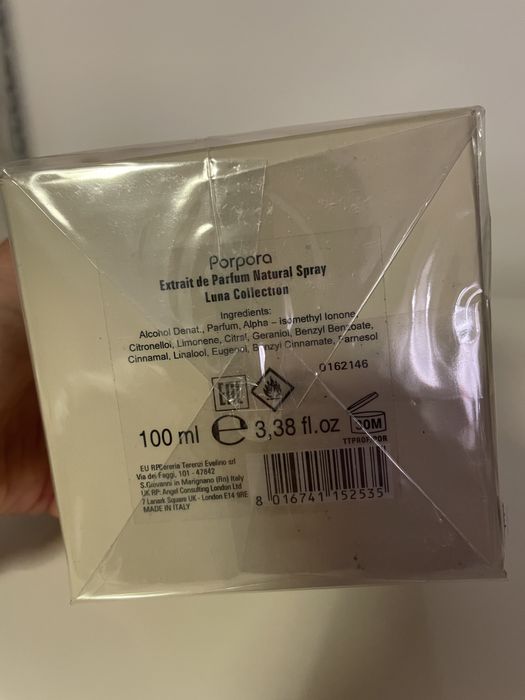 Porpora
Extrait de Parfum Natural Spray
Luna Collection
Ingredients:
Alcohol Denat., Parfum, Alpha – isomethyl Ionone,
Citronellol, Limonene, Citral, Geraniol, Benzyl Benzoate,
Cinnamal, Linalool, Eugenol, Benzyl Cinnamate, Farnesol
0162146
EAC
100 ml e 3,38 fl.oz
30M
TTPROFPOR
EU RP:Cereria Terenzi Evelino srl
Via dei Faggi, 101 - 47842
S.Giovanni in Marignano (Rn) Italy
UK RP: Angel Consulting London Ltd
7 Lanark Square UK - London E14 9RE
MADE IN ITALY
8 016741 152535